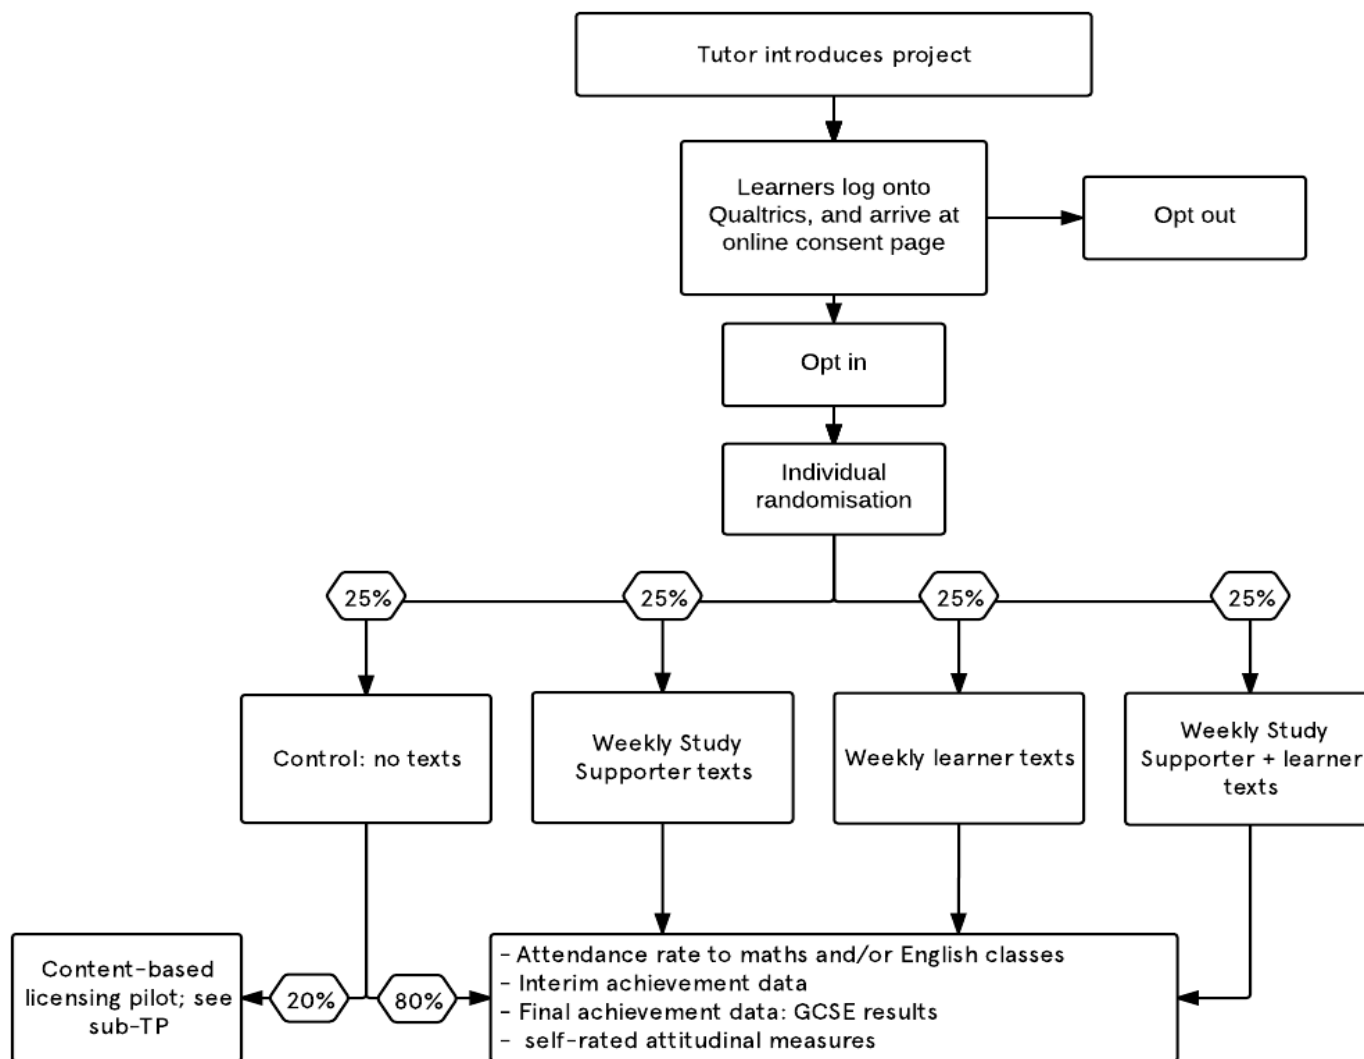 Tutor introduces project
Learners log onto
Qualtrics, and arrive at
online consent page
Opt out
Opt in
Individual
randomisation
25%
25%
25%
25%
Control: no texts
Weekly Study
Supporter texts
Weekly learner texts
Weekly Study
Supporter + learner
texts
Content-based
licensing pilot; see
sub-TP
20%
80%
- Attendance rate to maths and/or English classes
- Interim achievement data
- Final achievement data: GCSE results
- self-rated attitudinal measures